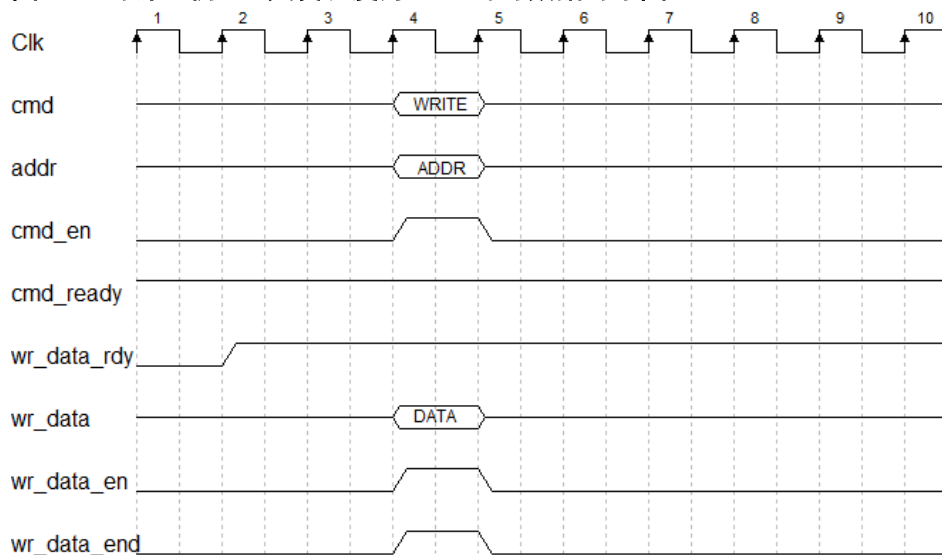 1 2 3 4 5 6 7 8 9 10
Clk
cmd WRITE
addr ADDR
cmd_en
cmd_ready
wr_data_rdy
wr_data DATA
wr_data_en
wr_data_end